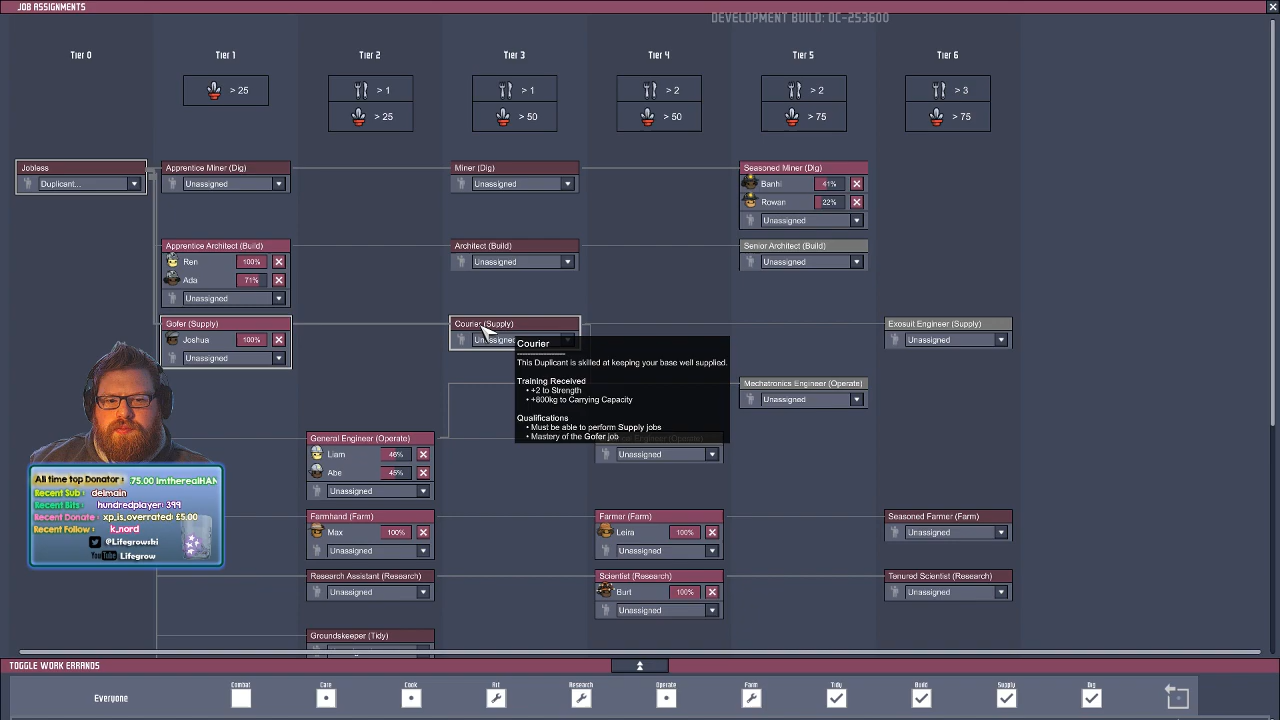 JOB ASSIGNMENTS
DEVELOPMENT BUILD: OC-253600
Tier 0
Tier 1
Tier 2
Tier 3
Tier 4
Tier 5
Tier 6
> 25
> 1
> 1
> 2
> 2
> 3
> 25
> 50
> 50
> 75
> 75
Jobless
Duplicant...
Apprentice Miner (Dig)
Unassigned
Miner (Dig)
Unassigned
Seasoned Miner (Dig)
Banhi 41%
Rowan 22%
Unassigned
Apprentice Architect (Build)
Ren 100%
Ada 71%
Unassigned
Architect (Build)
Unassigned
Senior Architect (Build)
Unassigned
Gofer (Supply)
Joshua 100%
Unassigned
Courier (Supply)
Exosuit Engineer (Supply)
Unassigned
Courier
This Duplicant is skilled at keeping your base well supplied.
Training Received
• +2 to Strength
• +800kg to Carrying Capacity
Qualifications
• Must be able to perform Supply jobs
• Mastery of the Gofer job
Mechatronics Engineer (Operate)
Unassigned
General Engineer (Operate)
Liam 46%
Abe 45%
Unassigned
Unassigned
Farmhand (Farm)
Max 100%
Unassigned
Farmer (Farm)
Leira 100%
Unassigned
Seasoned Farmer (Farm)
Unassigned
Research Assistant (Research)
Unassigned
Scientist (Research)
Burt 100%
Unassigned
Tenured Scientist (Research)
Unassigned
Groundskeeper (Tidy)
All time top Donator : .75.00 ImtherealHAN
Recent Sub : delmain
Recent Bits : hundredplayer: 399
Recent Donate: xp_is_overrated: £5.00
Recent Follow : k_nord
@Lifegrowski
YouTube Lifegrow
TOGGLE WORK ERRANDS
Everyone
Combat
Care
Cook
Art
Research
Operate
Farm
Tidy
Build
Supply
Dig